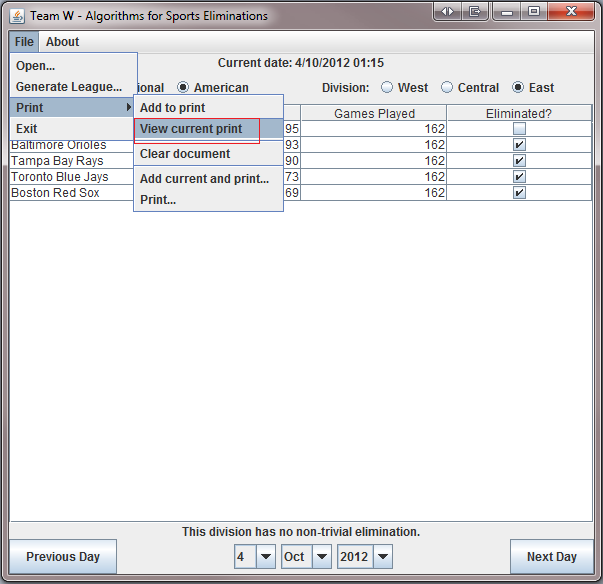 Team W - Algorithms for Sports Eliminations
File About
Current date: 4/10/2012 01:15
Open...
Generate League...
Print
Exit
ional American Division: West Central East
Add to print
View current print
Clear document
Add current and print...
Print...
Games Played Eliminated?
95 162
Baltimore Orioles 93 162
Tampa Bay Rays 90 162
Toronto Blue Jays 73 162
Boston Red Sox 69 162
This division has no non-trivial elimination.
Previous Day 4 Oct 2012 Next Day